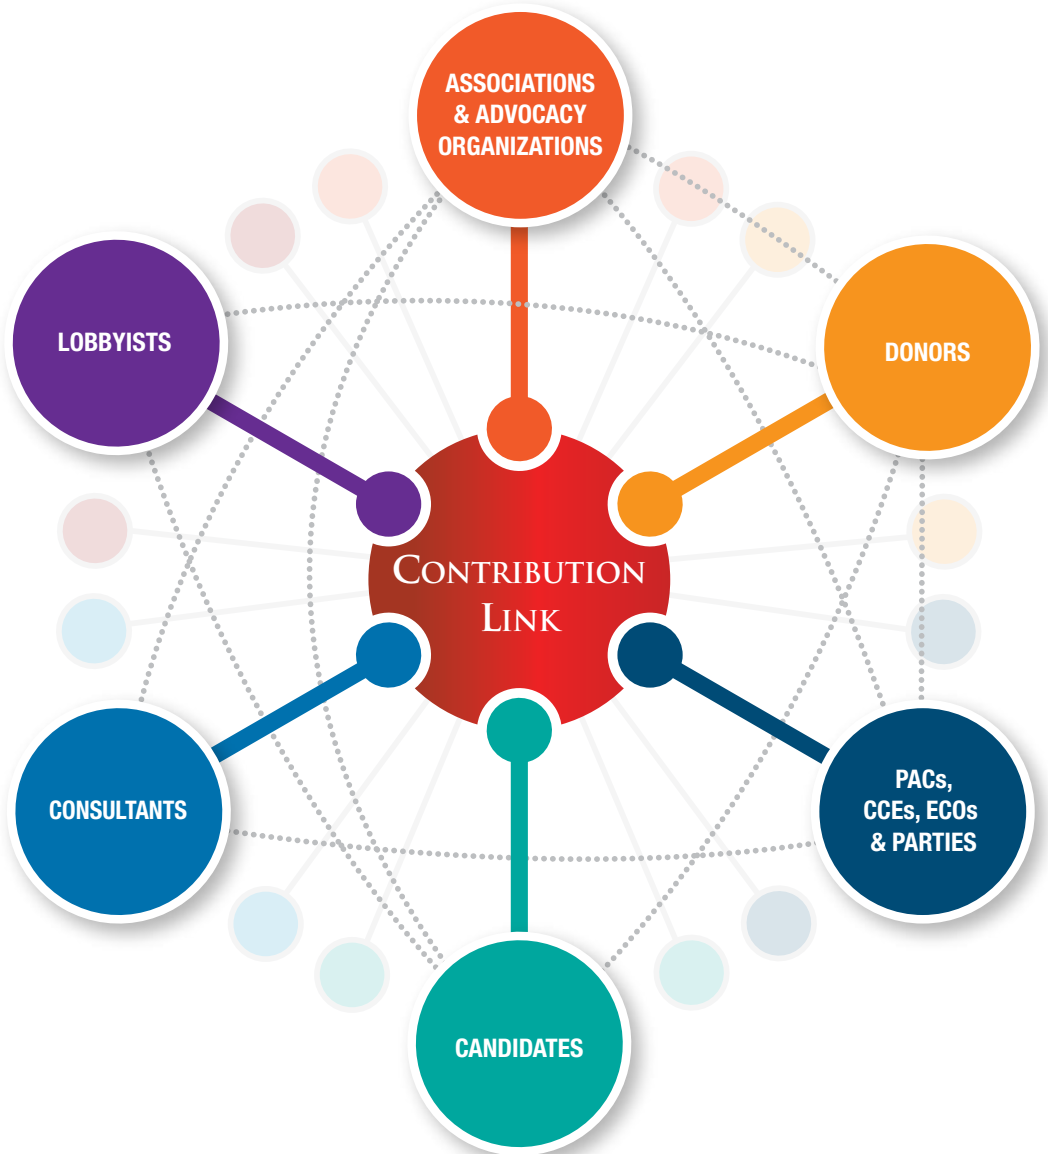 ASSOCIATIONS
& ADVOCACY
ORGANIZATIONS
LOBBYISTS
DONORS
CONTRIBUTION
LINK
CONSULTANTS
PACs,
CCEs, ECOs
& PARTIES
CANDIDATES